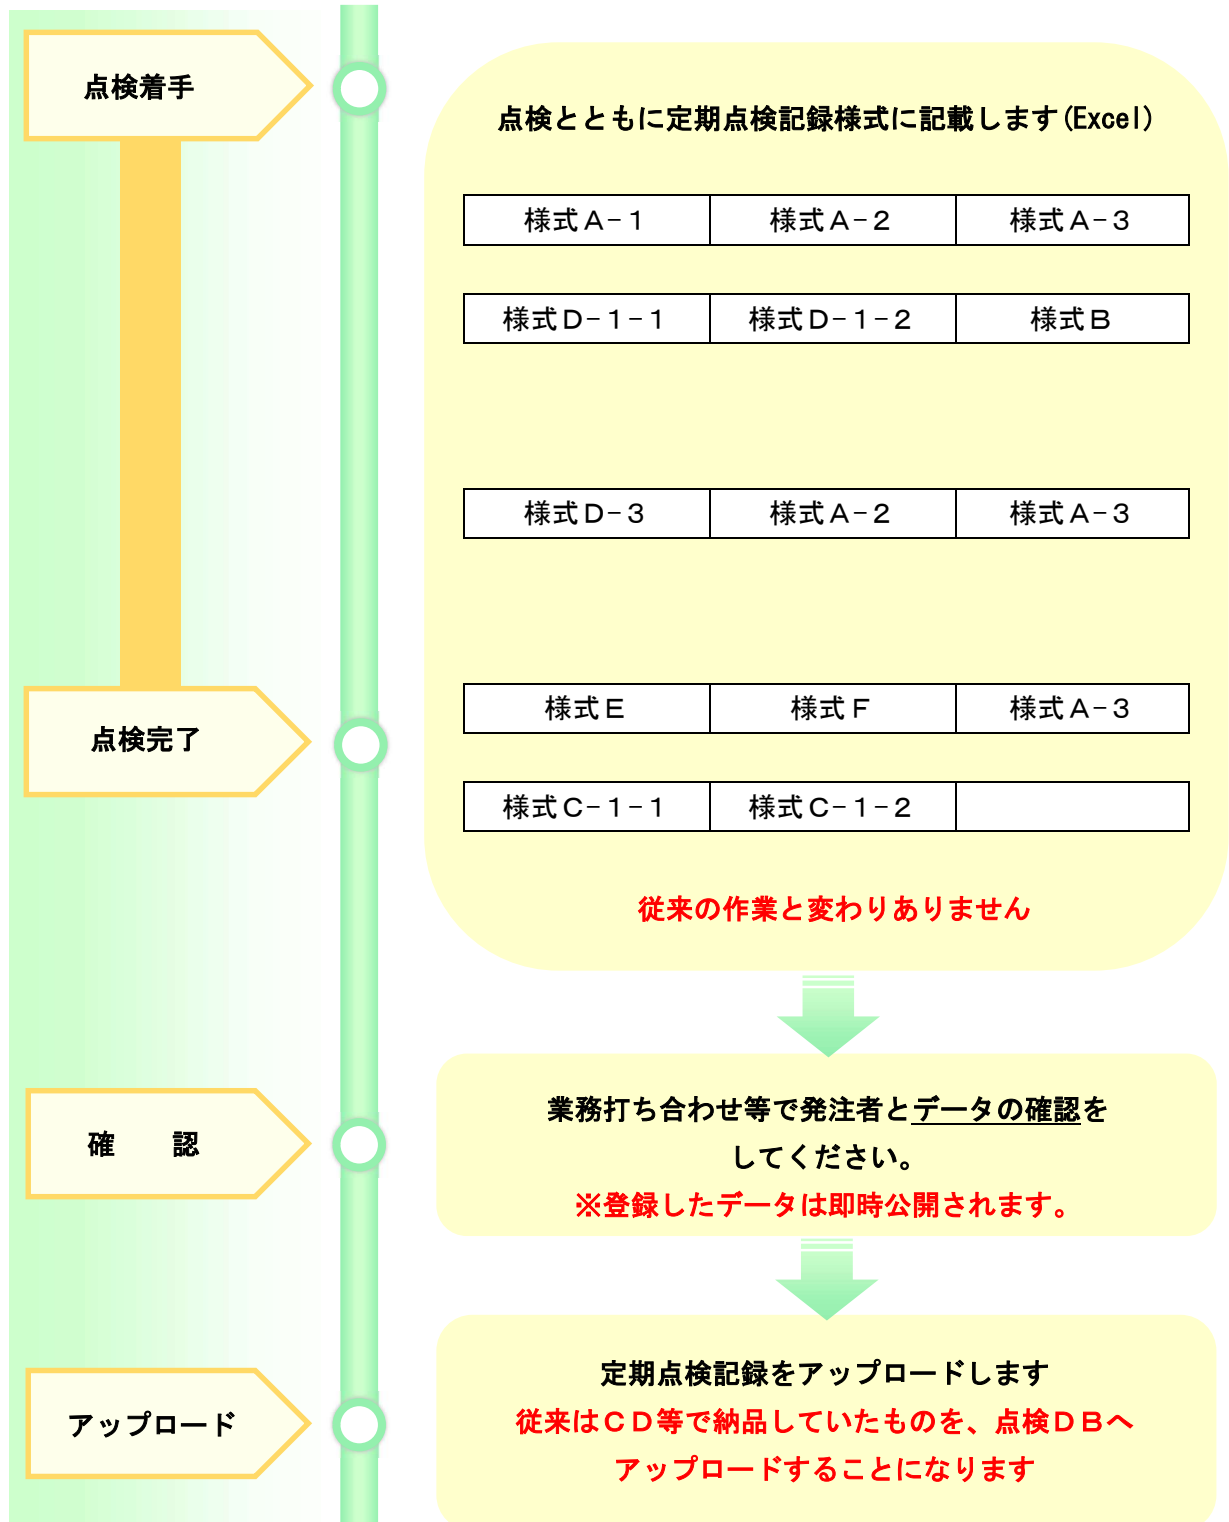 点検着手
点検とともに定期点検記録様式に記載します(Excel)
様式A-1 様式A-2 様式A-3
様式D-1-1 様式D-1-2 様式B
様式D-3 様式A-2 様式A-3
様式E 様式F 様式A-3
点検完了
様式C-1-1 様式C-1-2
従来の作業と変わりありません
確　認
業務打ち合わせ等で発注者とデータの確認を
してください。
※登録したデータは即時公開されます。
アップロード
定期点検記録をアップロードします
従来はCD等で納品していたものを、点検DBへ
アップロードすることになります